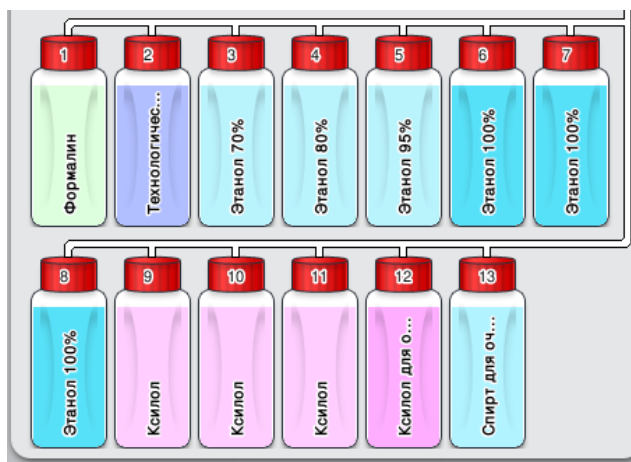 1 2 3 4 5 6 7
Формалин
Технологичес...
Этанол 70%
Этанол 80%
Этанол 95%
Этанол 100%
Этанол 100%
8 9 10 11 12 13
Этанол 100%
Ксилол
Ксилол
Ксилол
Ксилол для о...
Спирт для оч...